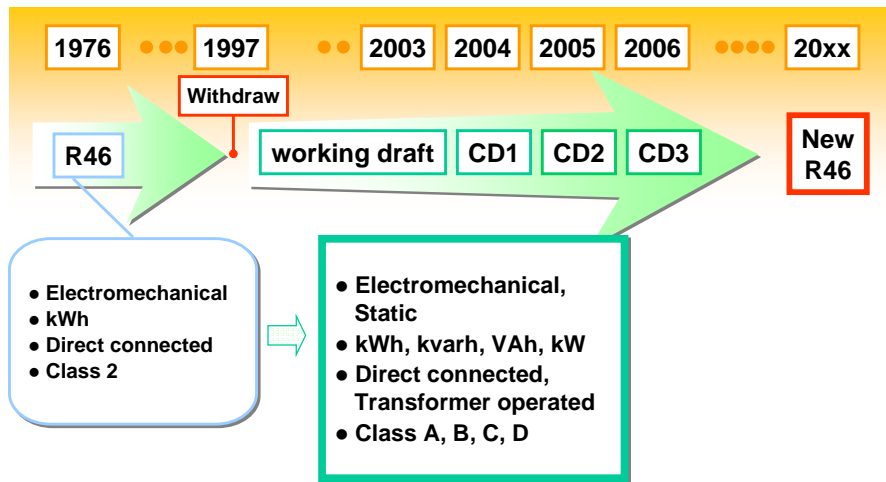 1976 1997 2003 2004 2005 2006 20xx
Withdraw
R46 working draft CD1 CD2 CD3 New
R46
● Electromechanical
● kWh
● Direct connected
● Class 2
● Electromechanical,
Static
● kWh, kvarh, VAh, kW
● Direct connected,
Transformer operated
● Class A, B, C, D